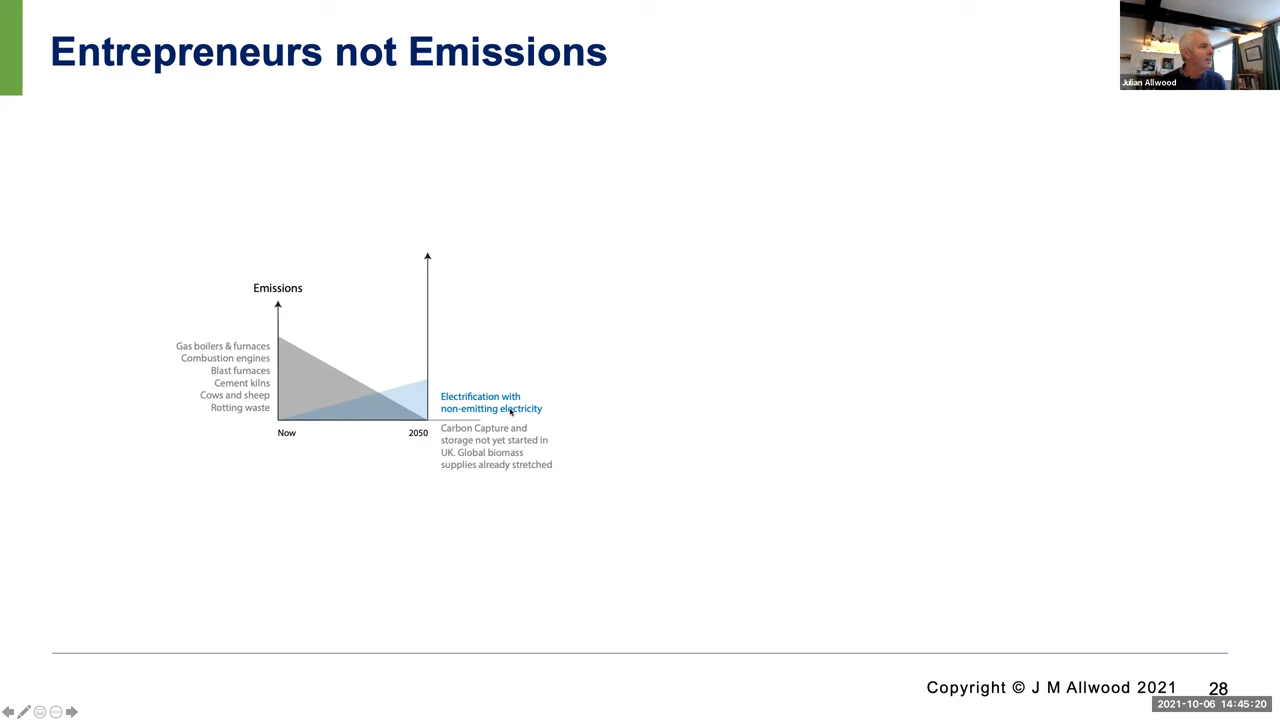 Entrepreneurs not Emissions
Julian Allwood
Emissions
Gas boilers & furnaces
Combustion engines
Blast furnaces
Cement kilns
Cows and sheep
Rotting waste
Now
2050
Electrification with
non-emitting electricity
Carbon Capture and
storage not yet started in
UK. Global biomass
supplies already stretched
Copyright © J M Allwood 2021
28
2021-10-06 14:45:20